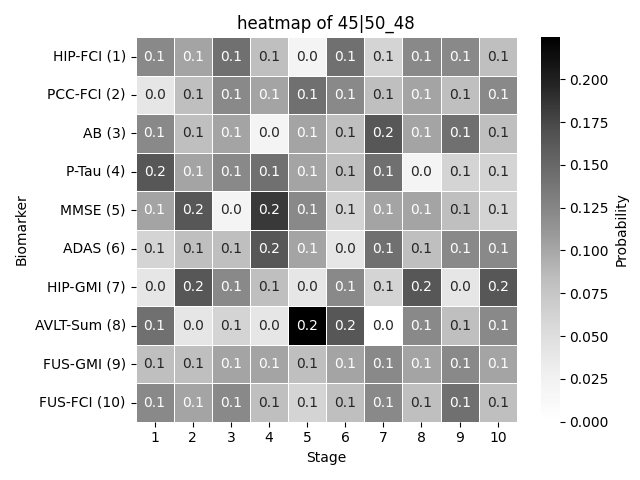 heatmap of 45|50_48
HIP-FCI (1) 0.1 0.1 0.1 0.1 0.0 0.1 0.1 0.1 0.1 0.1
PCC-FCI (2) 0.0 0.1 0.1 0.1 0.1 0.1 0.1 0.1 0.1 0.1
AB (3) 0.1 0.1 0.1 0.0 0.1 0.1 0.2 0.1 0.1 0.1
P-Tau (4) 0.2 0.1 0.1 0.1 0.1 0.1 0.1 0.0 0.1 0.1
MMSE (5) 0.1 0.2 0.0 0.2 0.1 0.1 0.1 0.1 0.1 0.1
ADAS (6) 0.1 0.1 0.1 0.2 0.1 0.0 0.1 0.1 0.1 0.1
HIP-GMI (7) 0.0 0.2 0.1 0.1 0.0 0.1 0.1 0.2 0.0 0.2
AVLT-Sum (8) 0.1 0.0 0.1 0.0 0.2 0.2 0.0 0.1 0.1 0.1
FUS-GMI (9) 0.1 0.1 0.1 0.1 0.1 0.1 0.1 0.1 0.1 0.1
FUS-FCI (10) 0.1 0.1 0.1 0.1 0.1 0.1 0.1 0.1 0.1 0.1
1 2 3 4 5 6 7 8 9 10
Stage
Biomarker
0.200
0.175
0.150
0.125
0.100
0.075
0.050
0.025
0.000
Probability